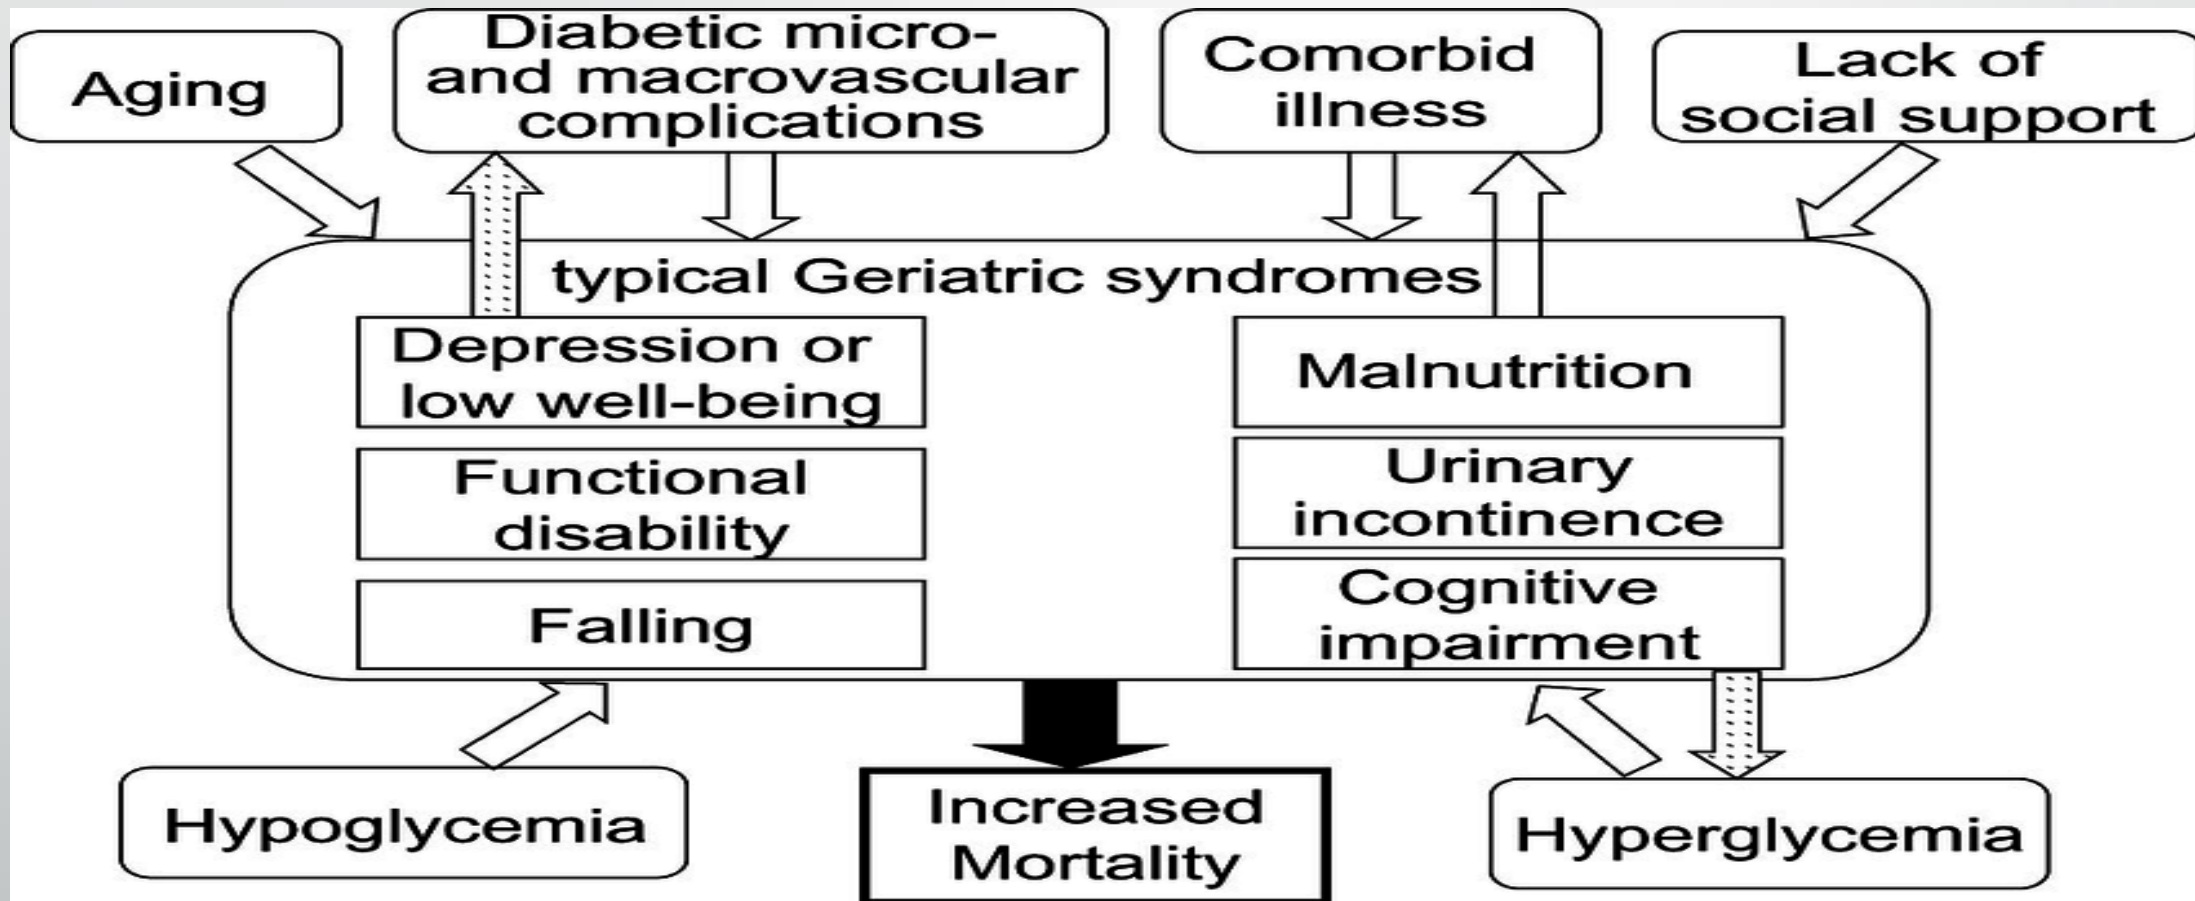 Aging
Diabetic micro-
and macrovascular
complications
Comorbid
illness
Lack of
social support
typical Geriatric syndromes
Depression or
low well-being
Functional
disability
Falling
Malnutrition
Urinary
incontinence
Cognitive
impairment
Hypoglycemia
Increased
Mortality
Hyperglycemia